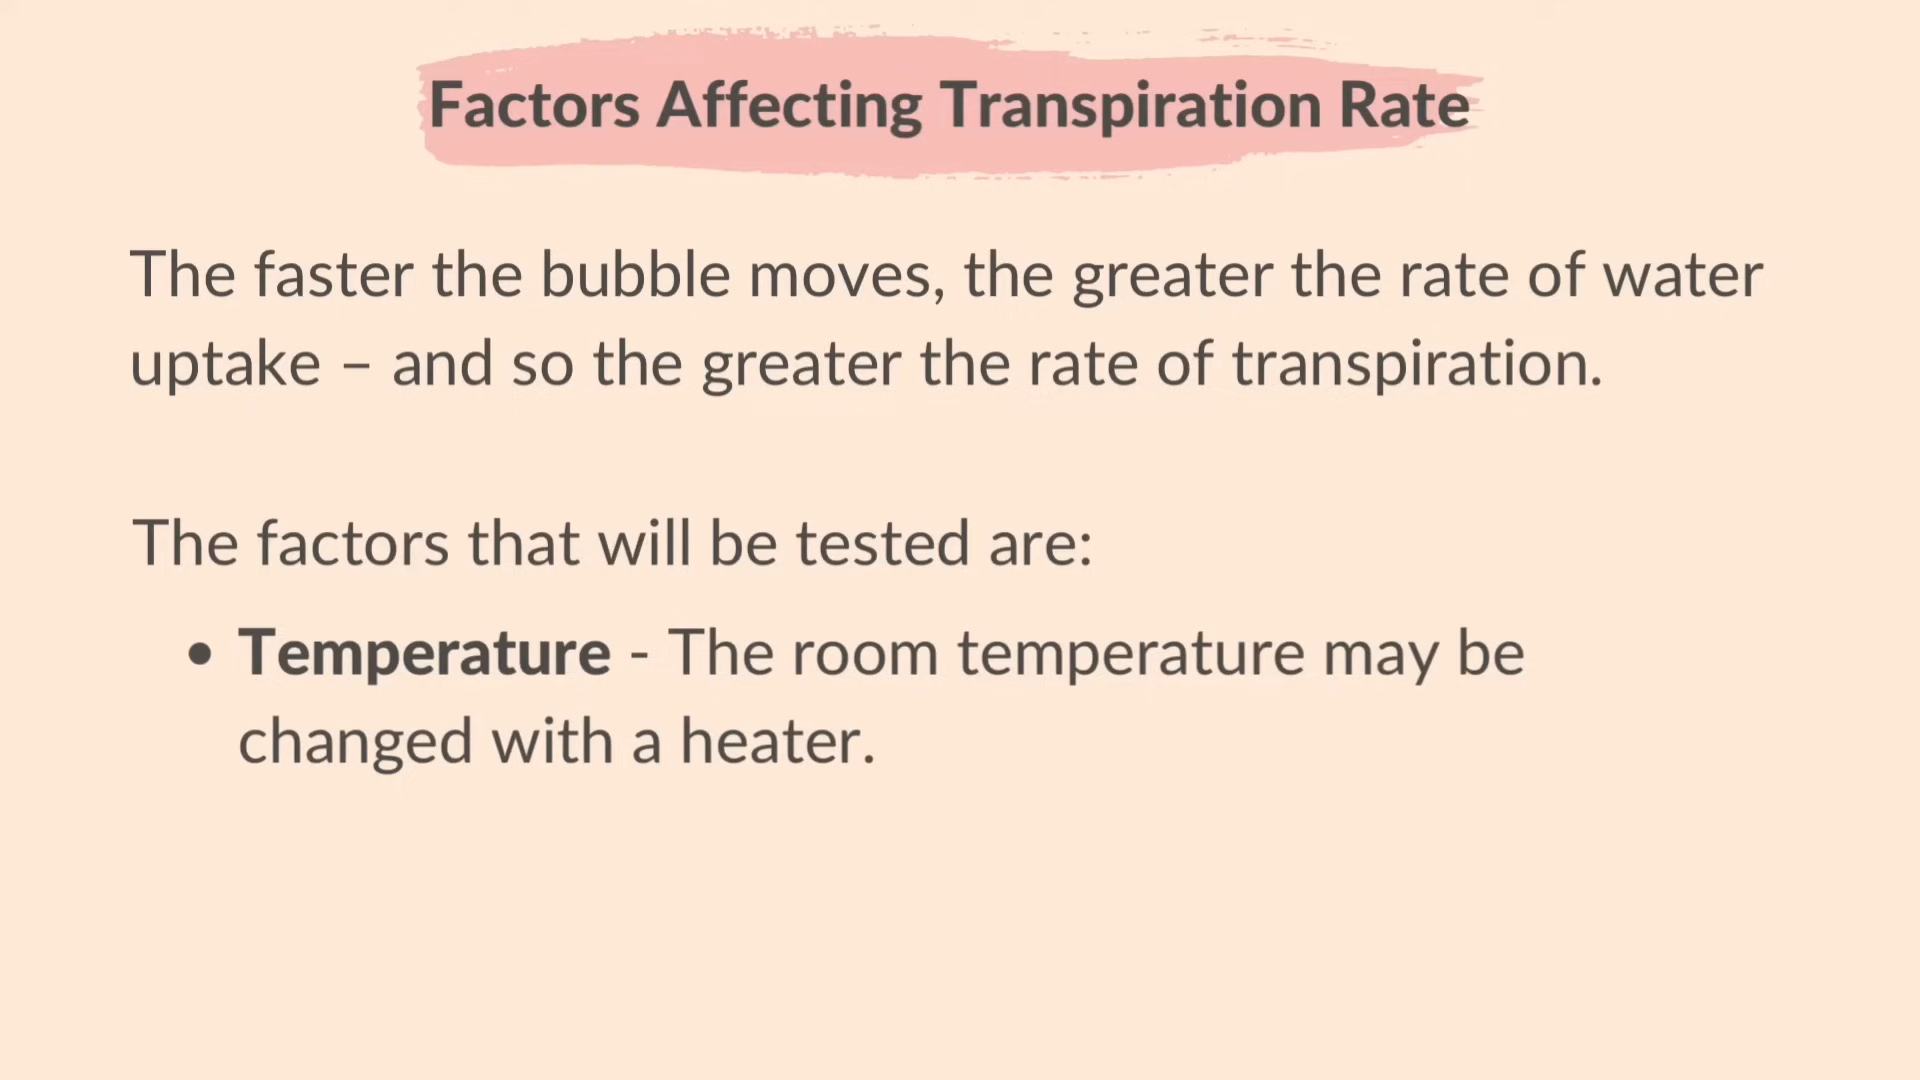 Factors Affecting Transpiration Rate
The faster the bubble moves, the greater the rate of water
uptake – and so the greater the rate of transpiration.
The factors that will be tested are:
• Temperature - The room temperature may be
changed with a heater.